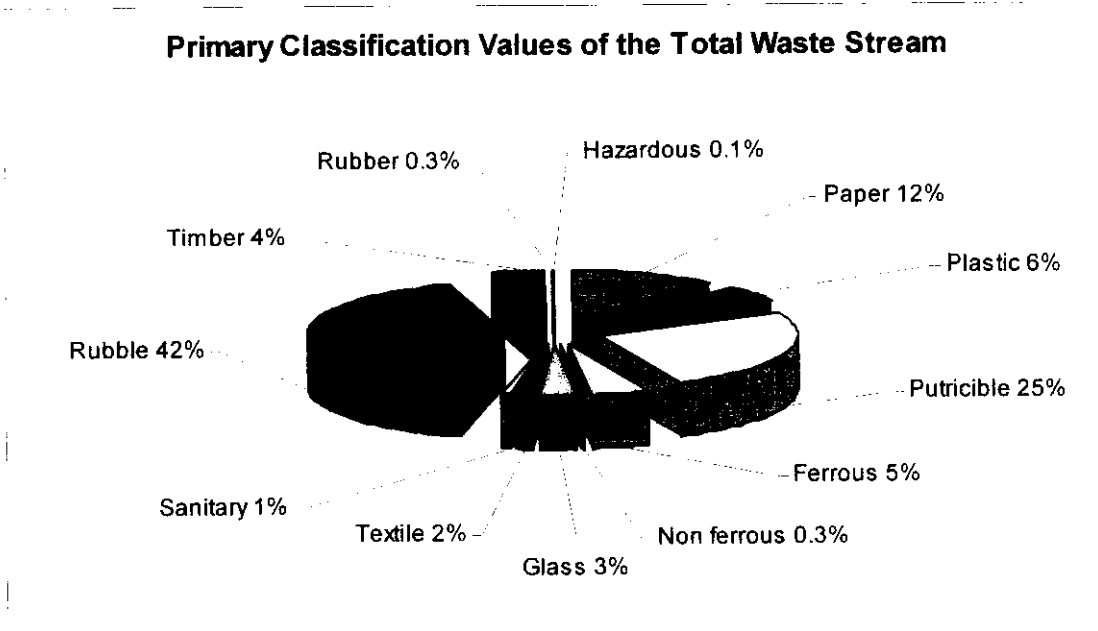 Primary Classification Values of the Total Waste Stream
Hazardous 0.1%
Rubber 0.3%
Paper 12%
Timber 4%
Plastic 6%
Rubble 42%
Putricible 25%
Ferrous 5%
Sanitary 1%
Textile 2%
Non ferrous 0.3%
Glass 3%